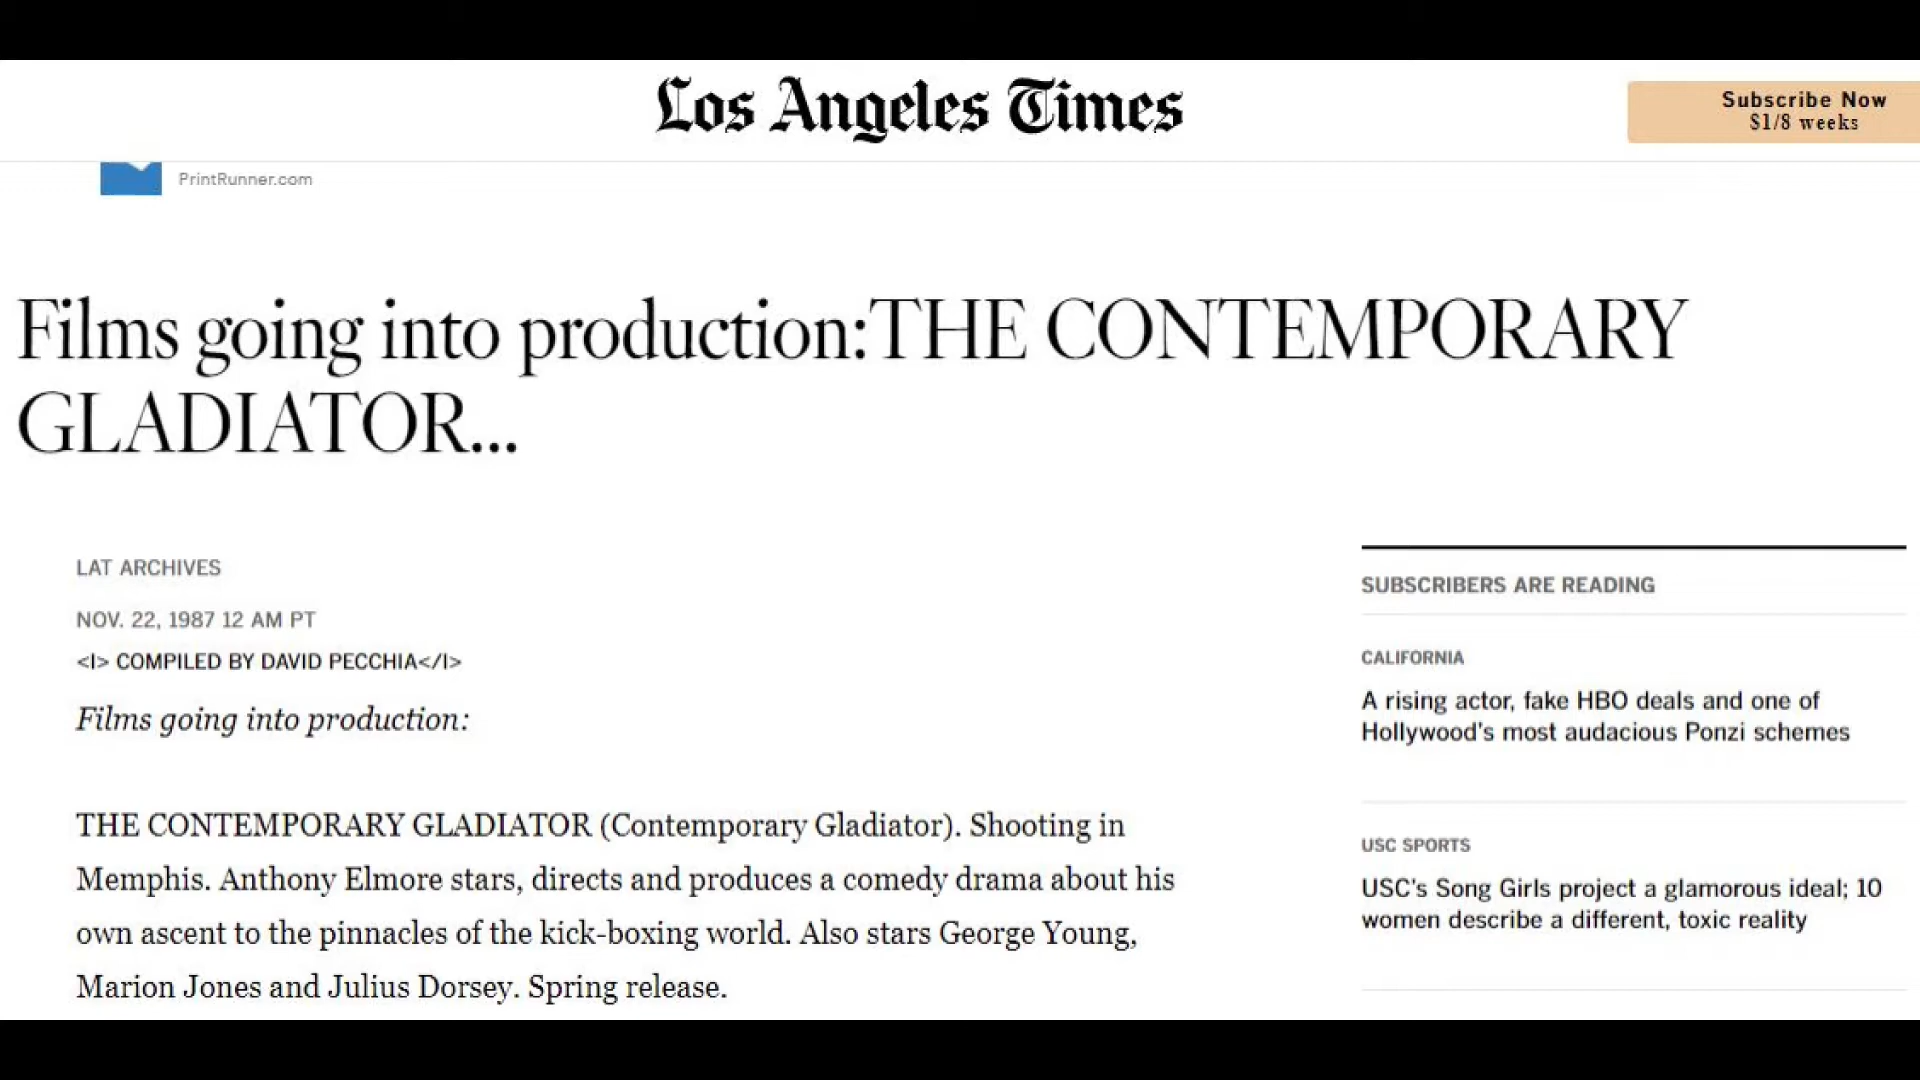 Los Angeles Times
Subscribe Now
$1/8 weeks
PrintRunner.com
Films going into production:THE CONTEMPORARY
GLADIATOR...
LAT ARCHIVES
NOV. 22, 1987 12 AM PT
<I> COMPILED BY DAVID PECCHIA</I>
Films going into production:
THE CONTEMPORARY GLADIATOR (Contemporary Gladiator). Shooting in
Memphis. Anthony Elmore stars, directs and produces a comedy drama about his
own ascent to the pinnacles of the kick-boxing world. Also stars George Young,
Marion Jones and Julius Dorsey. Spring release.
SUBSCRIBERS ARE READING
CALIFORNIA
A rising actor, fake HBO deals and one of
Hollywood's most audacious Ponzi schemes
USC SPORTS
USC's Song Girls project a glamorous ideal; 10
women describe a different, toxic reality